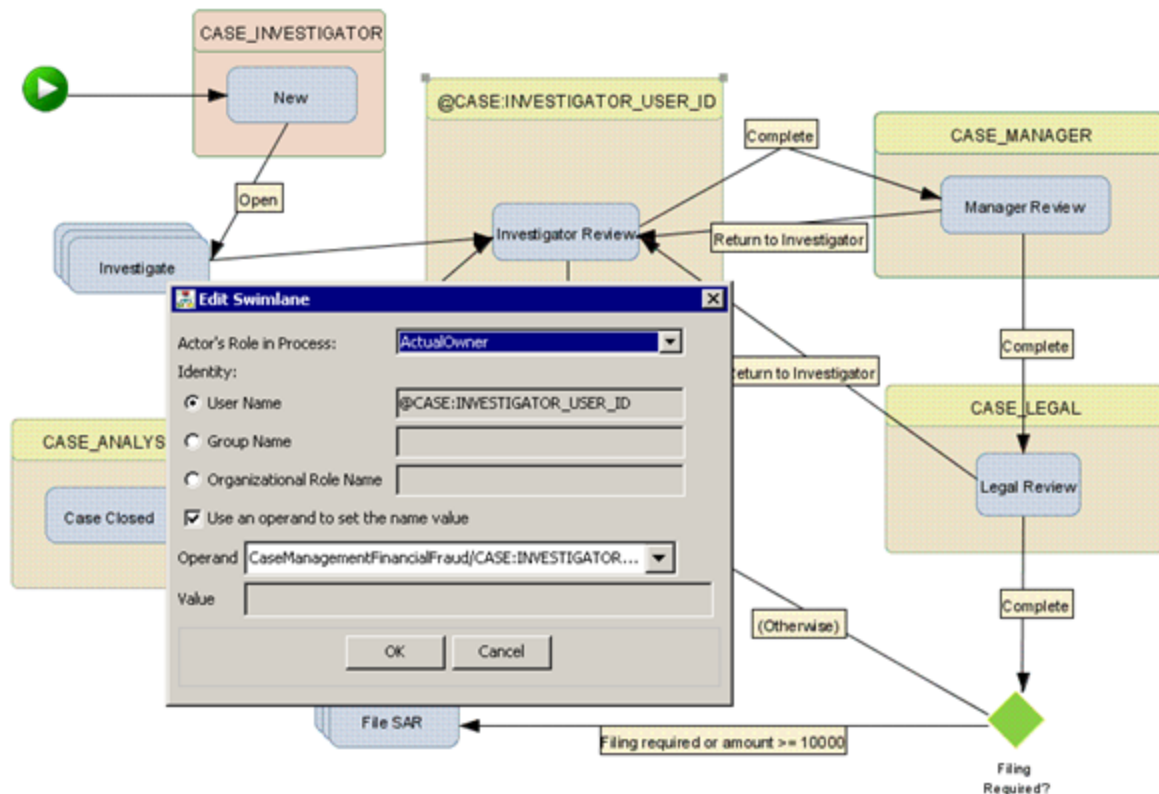 CASE_INVESTIGATOR
New
@CASE:INVESTIGATOR_USER_ID
Complete
CASE_MANAGER
Open
Manager Review
Investigator Review
Return to Investigator
Investigate
Edit Swimlane
Actor's Role in Process:
ActualOwner
Complete
Identity:
eturn to Investigator
User Name
@CASE:INVESTIGATOR_USER_ID
CASE_LEGAL
Group Name
CASE_ANALYS
Organizational Role Name
Legal Review
Case Closed
Use an operand to set the name value
Operand
CaseManagementFinancialFraud/CASE:INVESTIGATOR...
Value
Complete
(Otherwise)
OK
Cancel
File SAR
Filing required or amount >= 10000
Filing
Required?